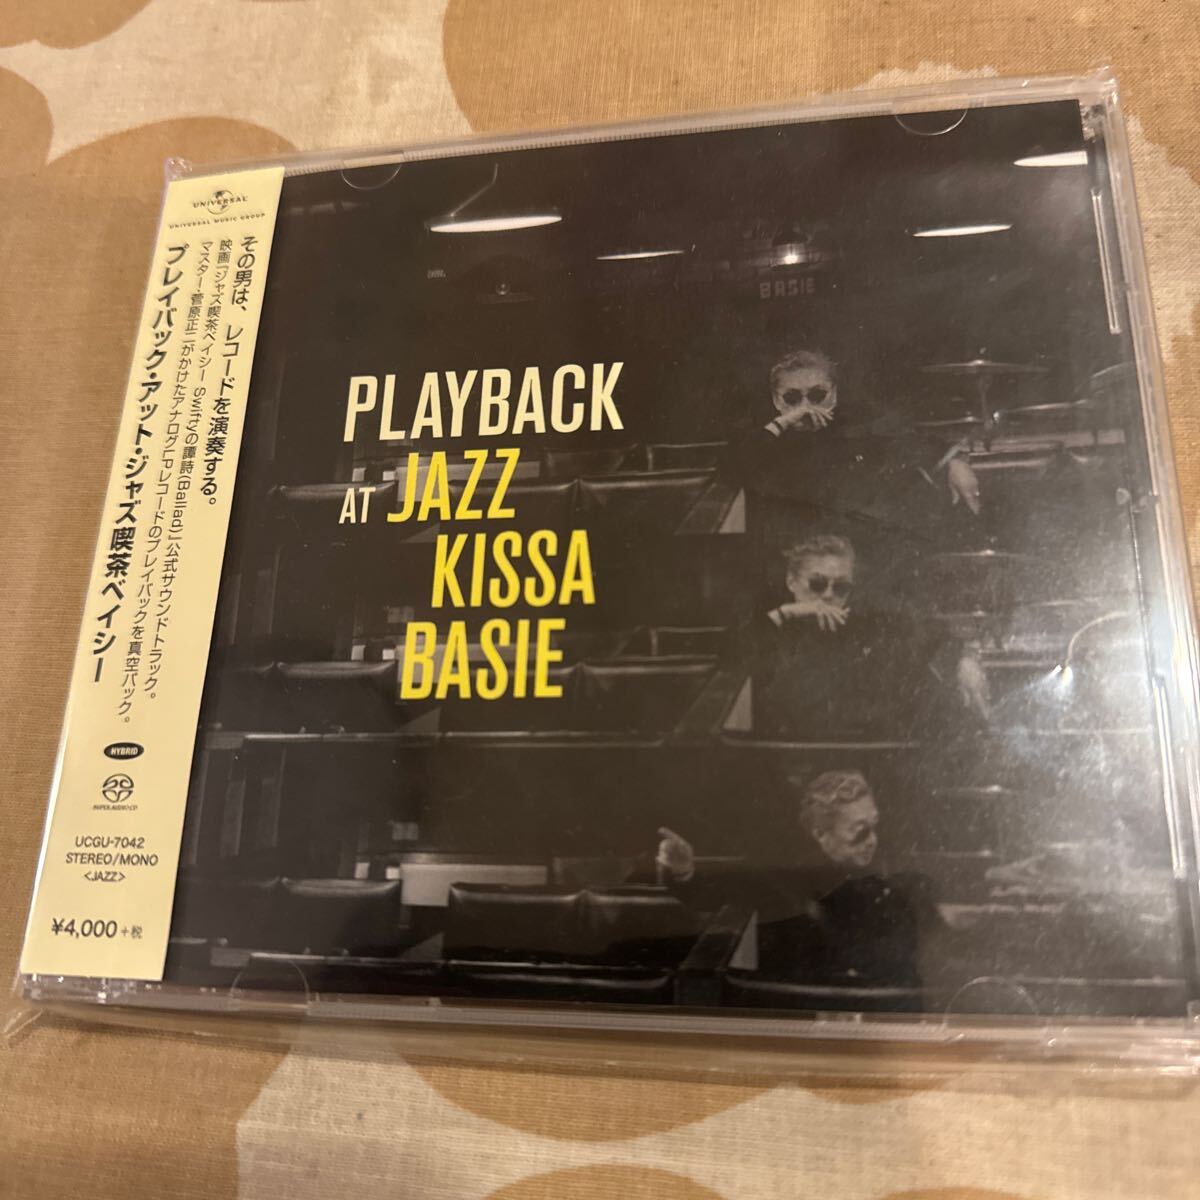 UNIVERSAL
UNIVERSAL MUSIC GROUP
その男は、レコードを演奏する。
映画「ジャズ喫茶ベイシー Swiftyの譚詩(Ballad)」公式サウンドトラック。
マスター・菅原正二がかけたアナログLPレコードのプレイバックを真空パック。
プレイバック・アット・ジャズ喫茶ベイシー
HYBRID
SUPER AUDIO CD
UCGU-7042
STEREO/MONO
<JAZZ>
¥4,000+税
BASIE
PLAYBACK
AT JAZZ
KISSA
BASIE